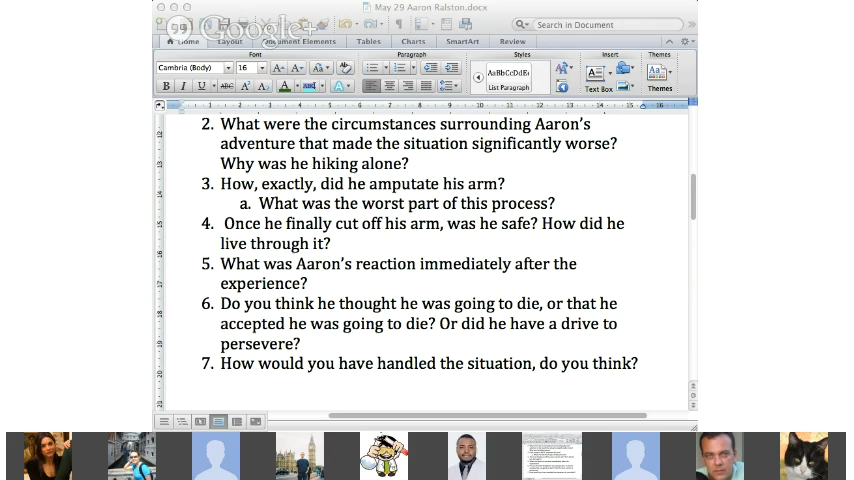 May 29 Aaron Ralston.docx
Google+
Search in Document
Home Layout Document Elements Tables Charts SmartArt Review
Font Paragraph Styles Insert Themes
Cambria (Body) 16
AaBbCcDdEe
List Paragraph
Text Box Themes
2. What were the circumstances surrounding Aaron's
adventure that made the situation significantly worse?
Why was he hiking alone?
3. How, exactly, did he amputate his arm?
a. What was the worst part of this process?
4. Once he finally cut off his arm, was he safe? How did he
live through it?
5. What was Aaron's reaction immediately after the
experience?
6. Do you think he thought he was going to die, or that he
accepted he was going to die? Or did he have a drive to
persevere?
7. How would you have handled the situation, do you think?